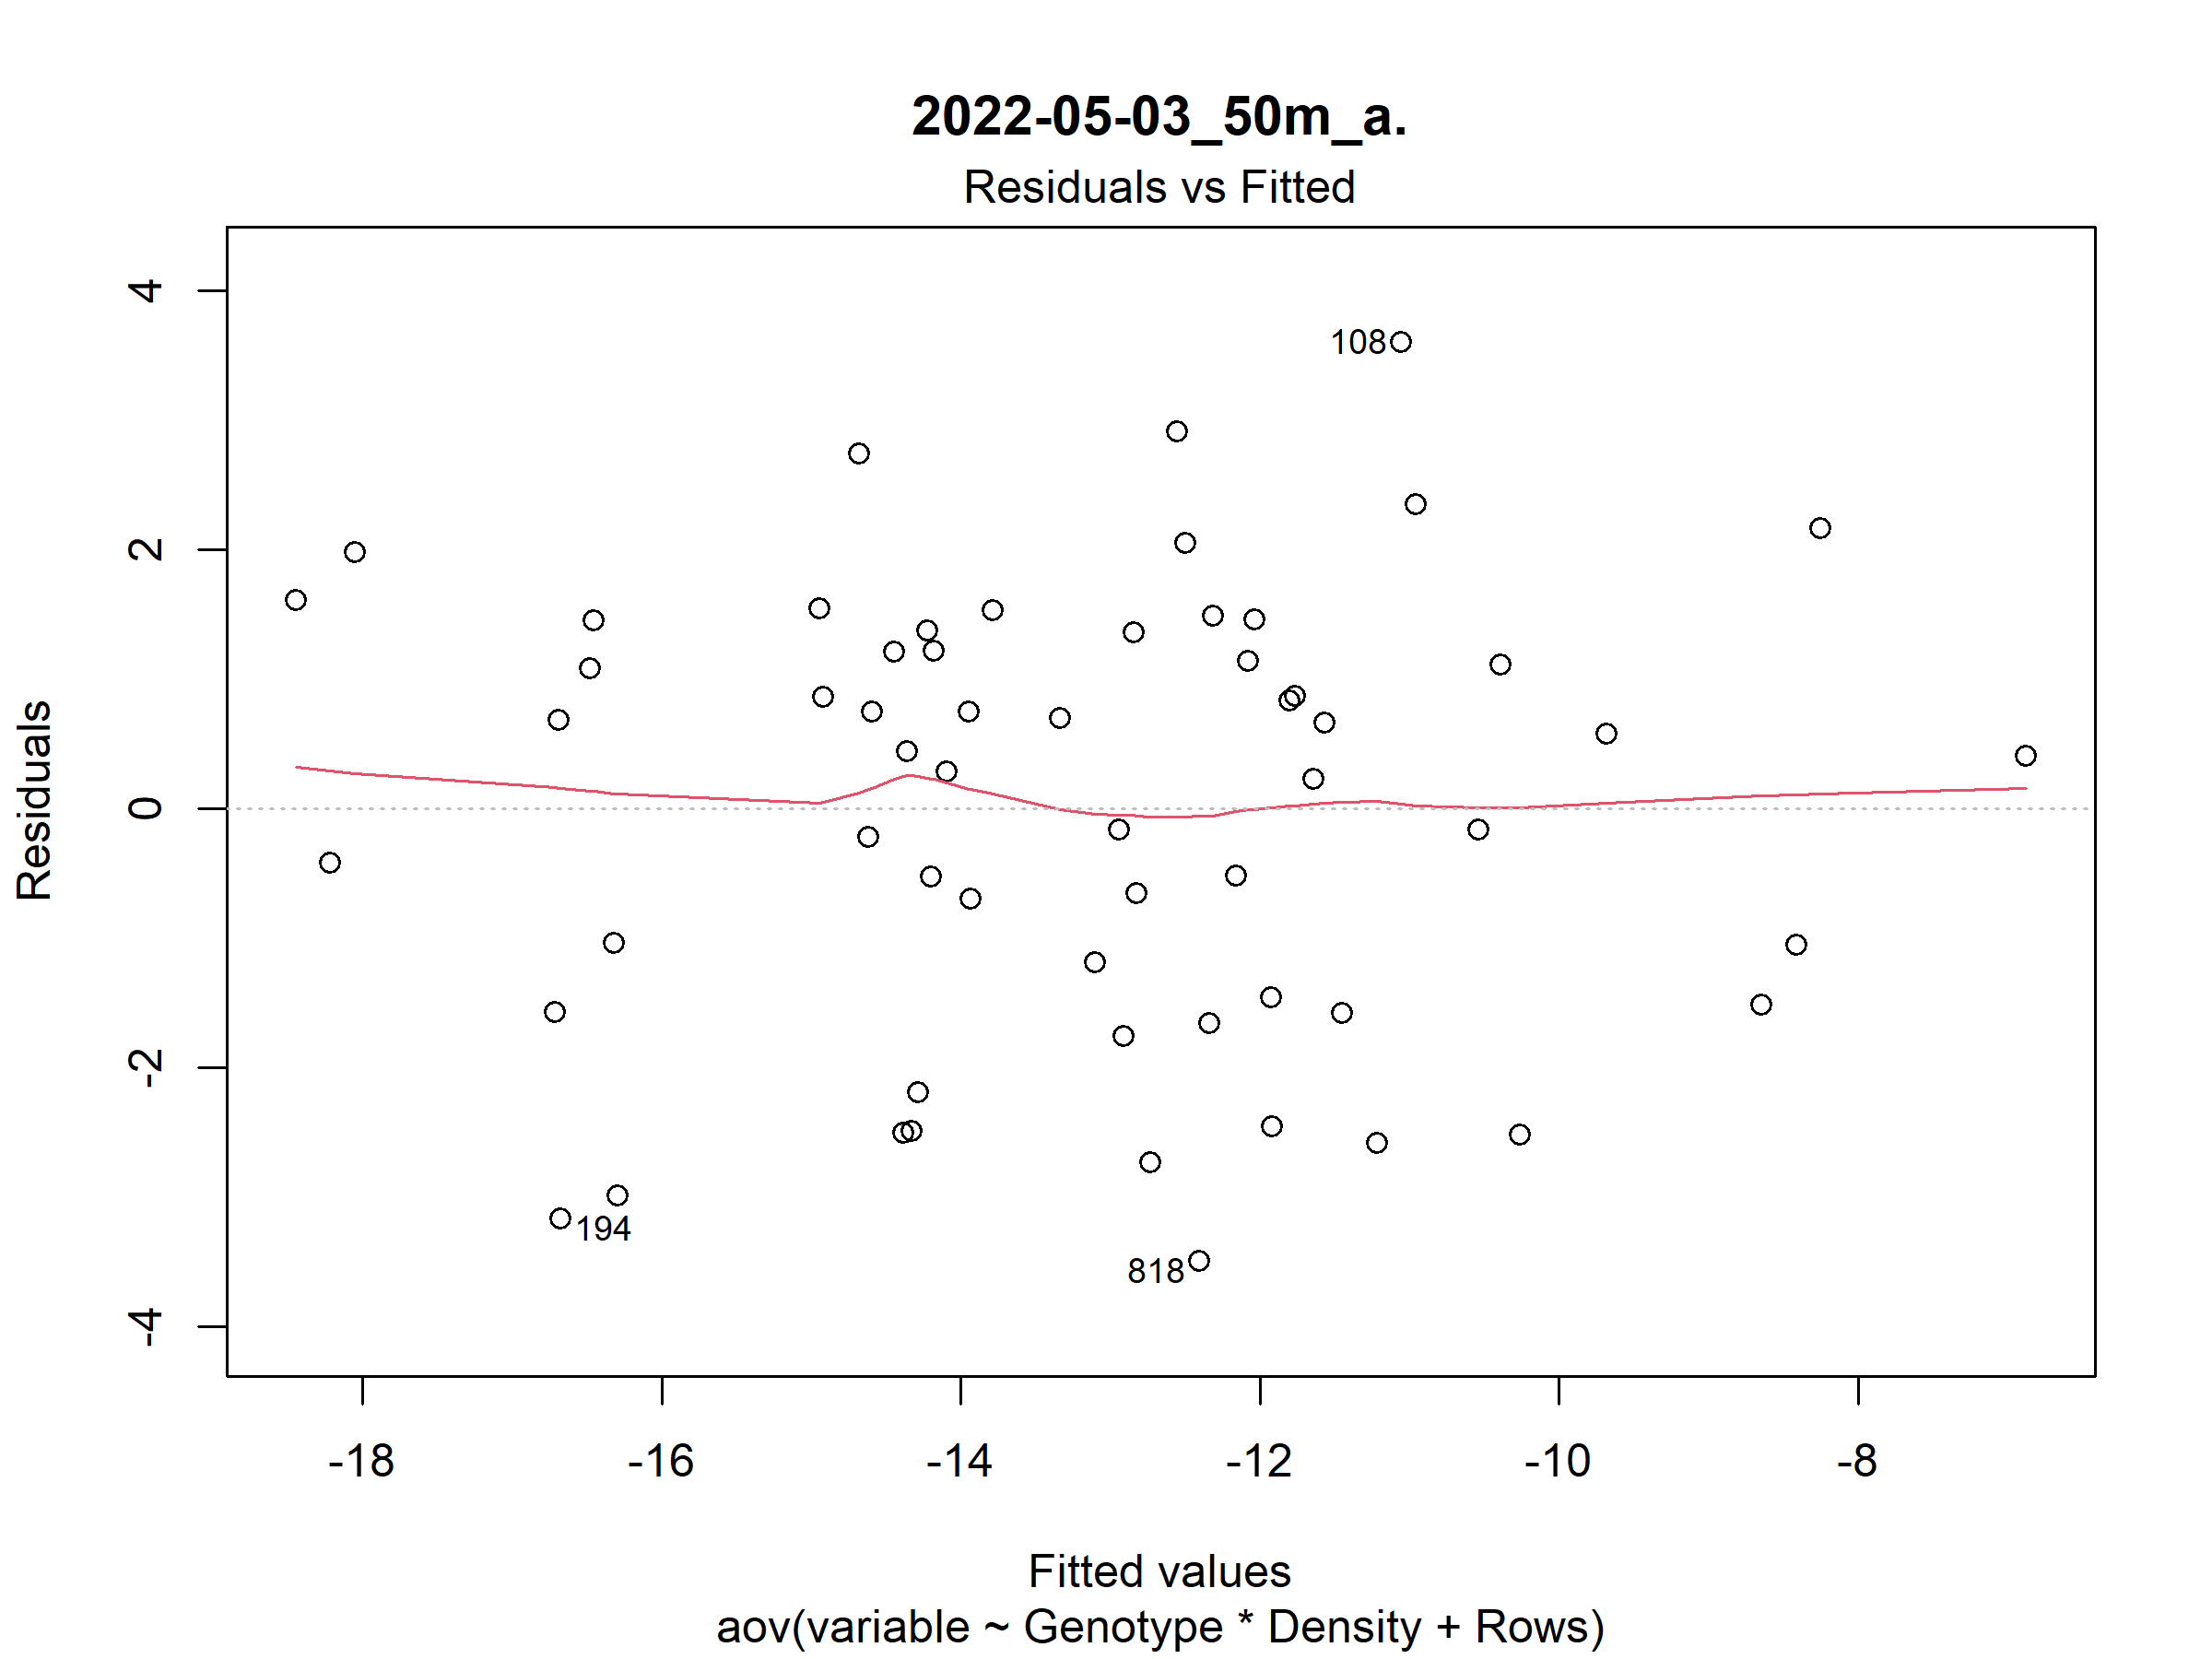 2022-05-03_50m_a.
Residuals vs Fitted
4
2
0
-2
-4
Residuals
108
194
818
-18 -16 -14 -12 -10 -8
Fitted values
aov(variable ~ Genotype * Density + Rows)